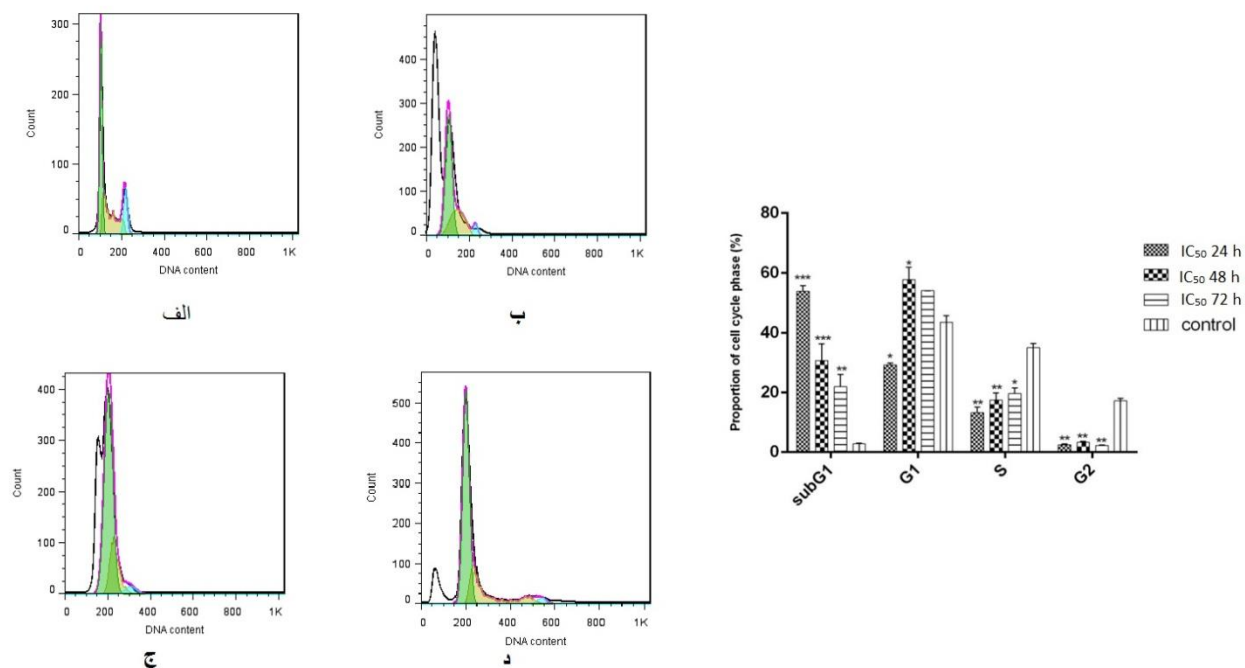 300
200
100
0
Count
0 200 400 600 800 1K
DNA content
الف
400
300
200
100
0
Count
0 200 400 600 800 1K
DNA content
ب
400
300
200
100
0
Count
0 200 400 600 800 1K
DNA content
ج
500
400
300
200
100
0
Count
0 200 400 600 800 1K
DNA content
د
Proportion of cell cycle phase (%)
80
60
40
20
0
*** *** **
* *
** ** *
** ** **
subG1 G1 S G2
IC₅₀ 24 h
IC₅₀ 48 h
IC₅₀ 72 h
control